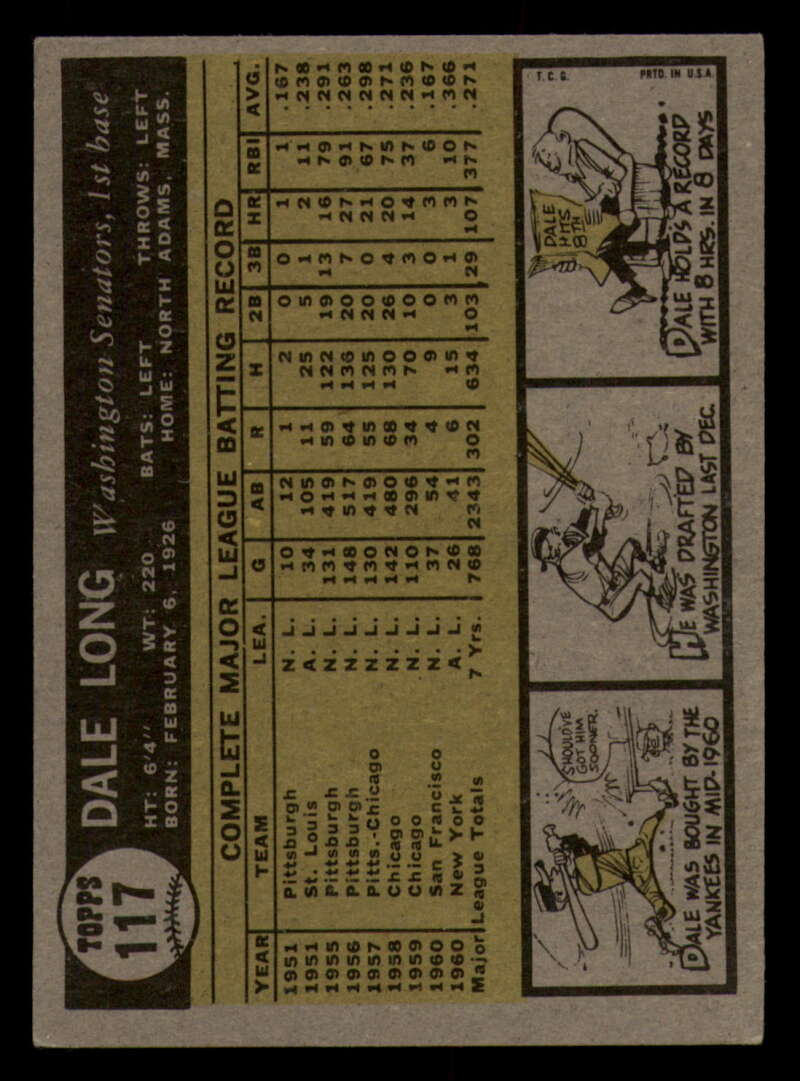 TOPPS
117
DALE LONG Washington Senators, 1st base
HT: 6'4" WT: 220 BATS: LEFT THROWS: LEFT
BORN: FEBRUARY 6, 1926 HOME: NORTH ADAMS, MASS.
COMPLETE MAJOR LEAGUE BATTING RECORD
YEAR TEAM LEA. G AB R H 2B 3B HR RBI AVG.
1951 Pittsburgh N. L. 10 12 1 2 0 0 1 1 .167
1951 St. Louis A. L. 34 105 11 25 5 1 2 11 .238
1955 Pittsburgh N. L. 131 419 59 122 19 13 16 79 .291
1956 Pittsburgh N. L. 148 517 64 136 20 7 27 91 .263
1957 Pitts.-Chicago N. L. 130 419 55 125 20 0 21 67 .298
1958 Chicago N. L. 142 480 68 130 26 4 20 75 .271
1959 Chicago N. L. 110 296 34 70 10 3 14 37 .236
1960 San Francisco N. L. 37 54 4 9 0 0 3 6 .167
1960 New York A. L. 26 41 6 15 3 1 3 10 .366
Major League Totals 7 Yrs. 768 2343 302 634 103 29 107 377 .271
SHOULD'VE
GOT HIM
SOONER.
DALE WAS BOUGHT BY THE
YANKEES IN MID-1960
HE WAS DRAFTED BY
WASHINGTON LAST DEC.
T. C. G. PRTD. IN U.S.A.
DALE
HITS
8TH
DALE HOLDS A RECORD
WITH 8 HRS. IN 8 DAYS